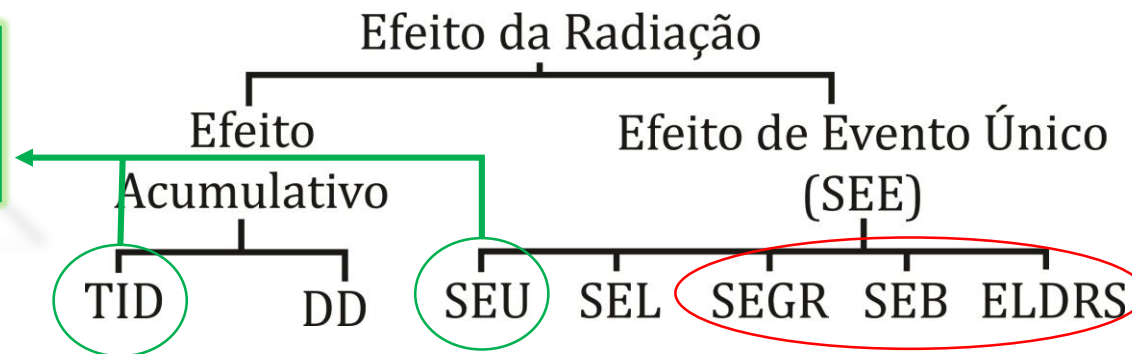 Efeito da Radiação
Efeito
Acumulativo
Efeito de Evento Único
(SEE)
TID
DD
SEU
SEL
SEGR
SEB
ELDRS